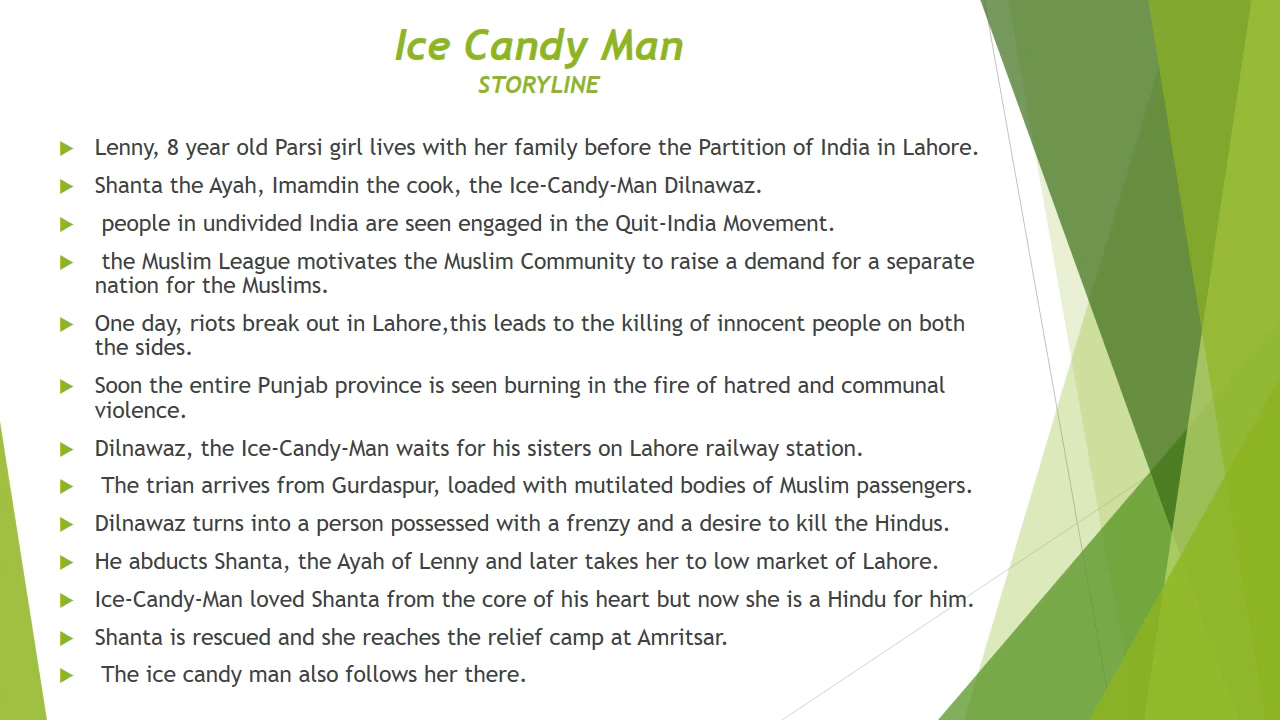 Ice Candy Man
STORYLINE
Lenny, 8 year old Parsi girl lives with her family before the Partition of India in Lahore.
Shanta the Ayah, Imamdin the cook, the Ice-Candy-Man Dilnawaz.
people in undivided India are seen engaged in the Quit-India Movement.
the Muslim League motivates the Muslim Community to raise a demand for a separate
nation for the Muslims.
One day, riots break out in Lahore,this leads to the killing of innocent people on both
the sides.
Soon the entire Punjab province is seen burning in the fire of hatred and communal
violence.
Dilnawaz, the Ice-Candy-Man waits for his sisters on Lahore railway station.
The trian arrives from Gurdaspur, loaded with mutilated bodies of Muslim passengers.
Dilnawaz turns into a person possessed with a frenzy and a desire to kill the Hindus.
He abducts Shanta, the Ayah of Lenny and later takes her to low market of Lahore.
Ice-Candy-Man loved Shanta from the core of his heart but now she is a Hindu for him.
Shanta is rescued and she reaches the relief camp at Amritsar.
The ice candy man also follows her there.